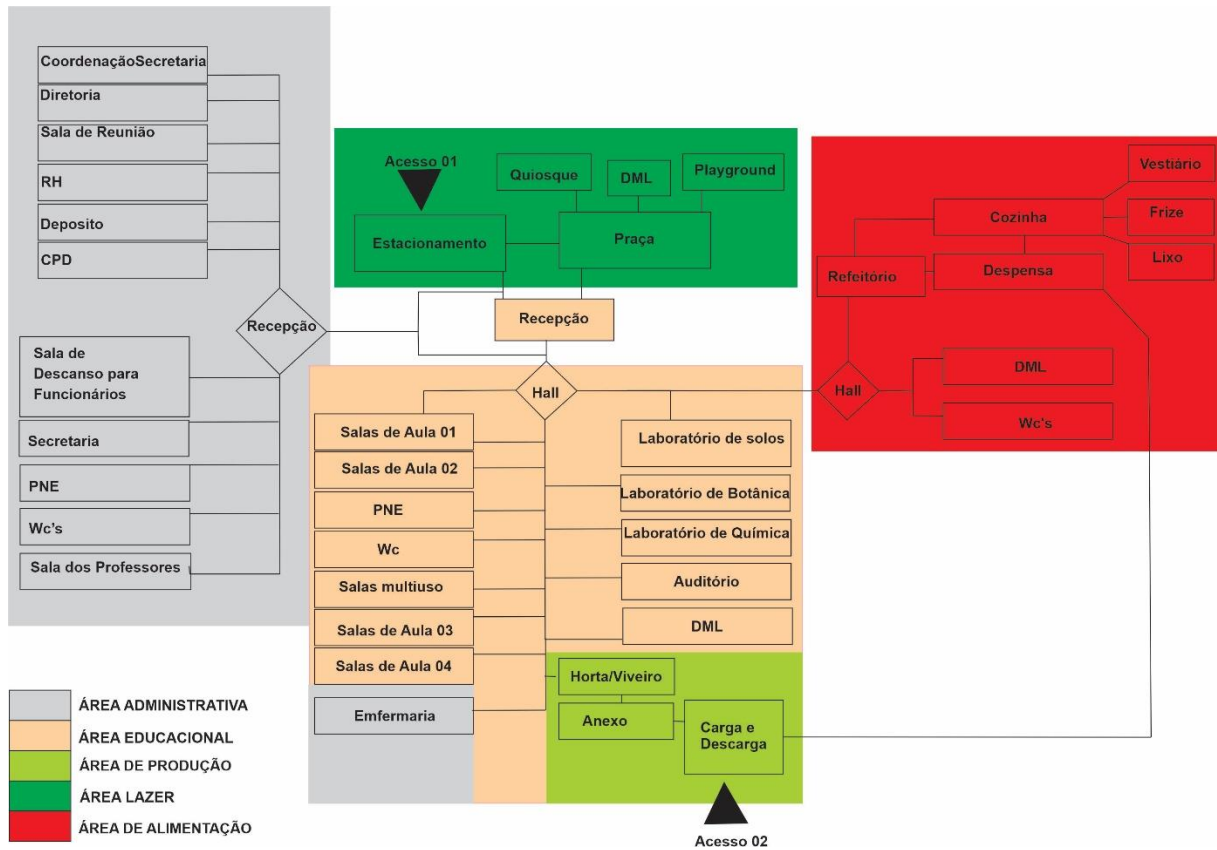 CoordenaçãoSecretaria
Diretoria
Sala de Reunião
RH
Deposito
CPD
Recepção
Sala de
Descanso para
Funcionários
Secretaria
PNE
Wc's
Sala dos Professores
Acesso 01
Quiosque
DML
Playground
Estacionamento
Praça
Recepção
Hall
Salas de Aula 01
Salas de Aula 02
PNE
Wc
Salas multiuso
Salas de Aula 03
Salas de Aula 04
Emfermaria
Laboratório de solos
Laboratório de Botânica
Laboratório de Química
Auditório
DML
Horta/Viveiro
Anexo
Carga e
Descarga
Acesso 02
Vestiário
Cozinha
Frize
Lixo
Refeitório
Despensa
Hall
DML
Wc's
ÁREA ADMINISTRATIVA
ÁREA EDUCACIONAL
ÁREA DE PRODUÇÃO
ÁREA LAZER
ÁREA DE ALIMENTAÇÃO